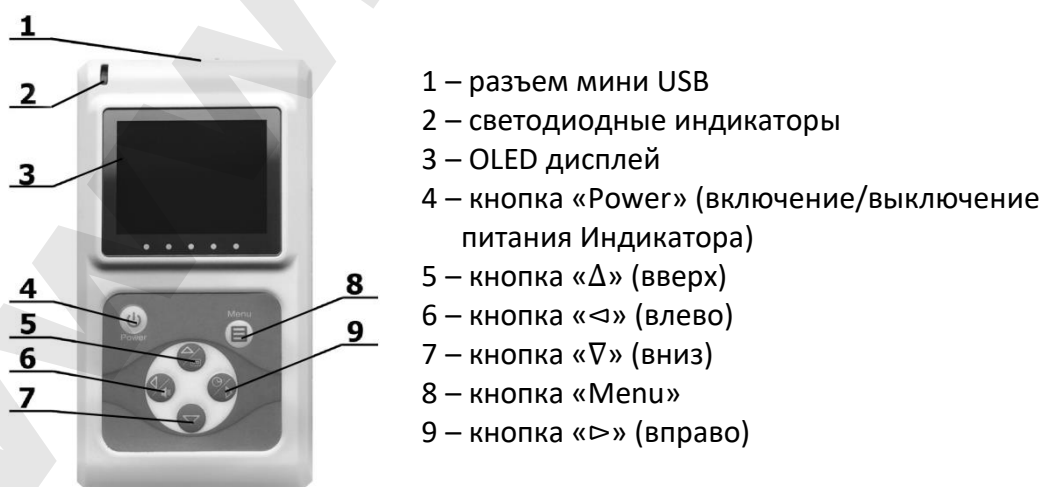 1
2
3
4
5
6
7
8
9
Power
Menu
1 – разъем мини USB
2 – светодиодные индикаторы
3 – OLED дисплей
4 – кнопка «Power» (включение/выключение
питания Индикатора)
5 – кнопка «Δ» (вверх)
6 – кнопка «⊲» (влево)
7 – кнопка «∇» (вниз)
8 – кнопка «Menu»
9 – кнопка «⊳» (вправо)